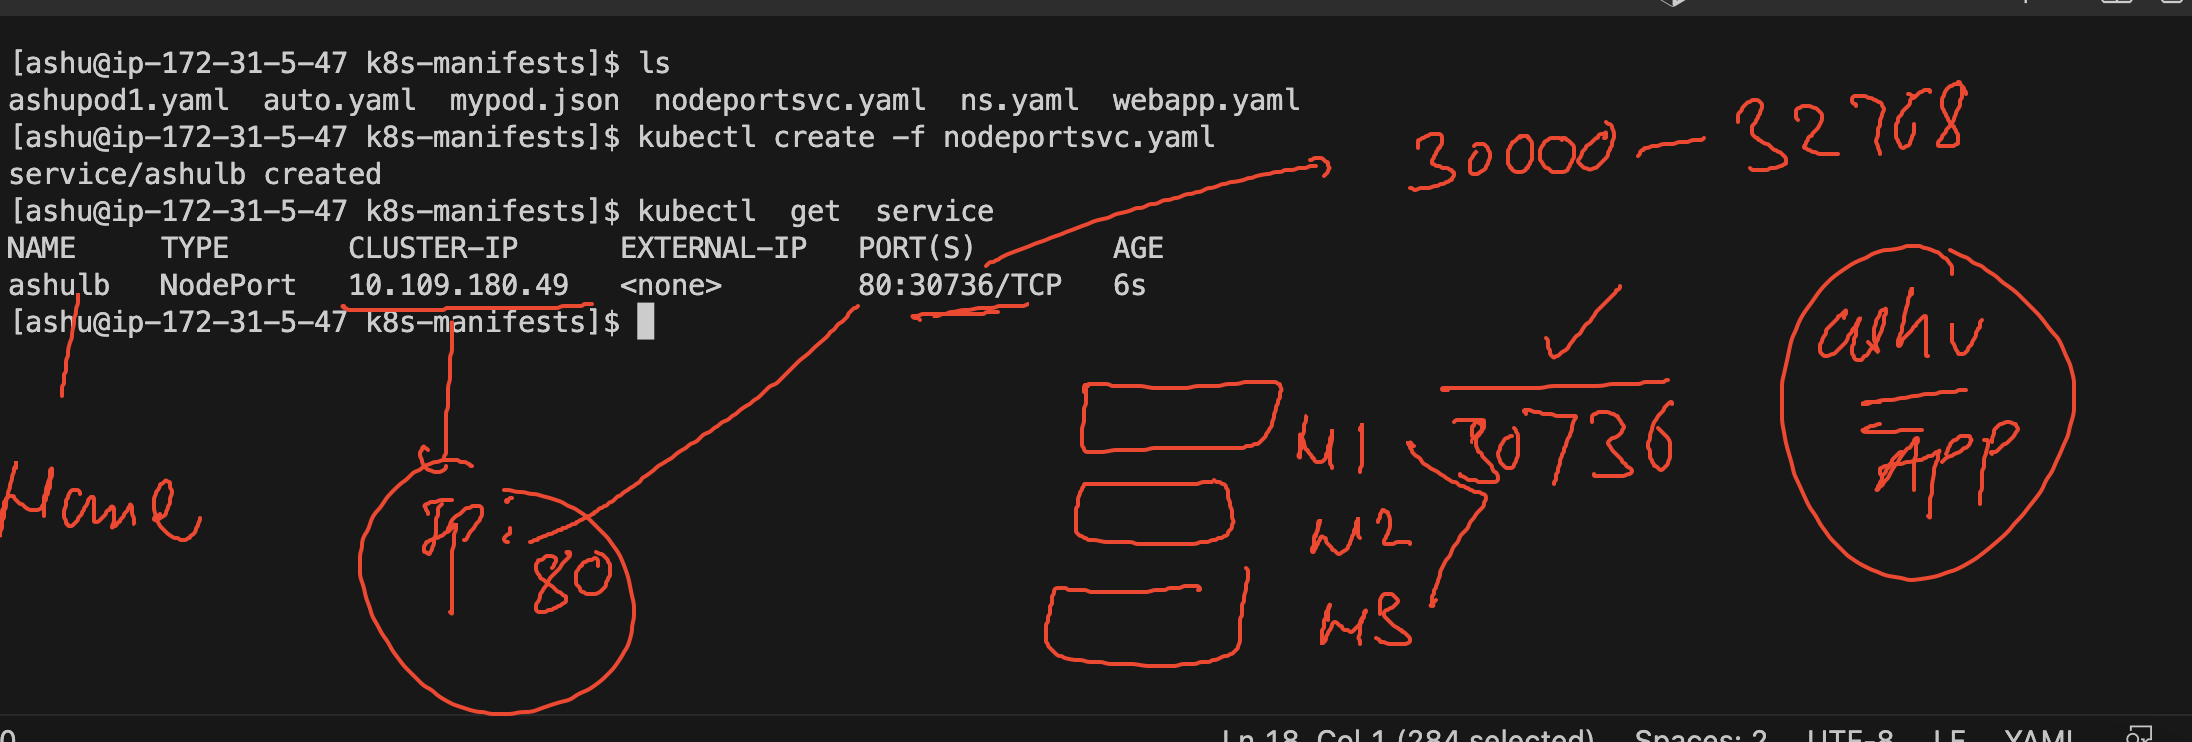 [ashu@ip-172-31-5-47 k8s-manifests]$ ls
ashupod1.yaml  auto.yaml  mypod.json  nodeportsvc.yaml  ns.yaml  webapp.yaml
[ashu@ip-172-31-5-47 k8s-manifests]$ kubectl create -f nodeportsvc.yaml
service/ashulb created
[ashu@ip-172-31-5-47 k8s-manifests]$ kubectl  get  service
NAME     TYPE       CLUSTER-IP      EXTERNAL-IP   PORT(S)        AGE
ashulb   NodePort   10.109.180.49   <none>        80:30736/TCP   6s
[ashu@ip-172-31-5-47 k8s-manifests]$
30000 - 32768
Name
Ip :
80
M1 30736
M2
M3
ashu
App
Ln 18, Col 1 (284 selected)  Spaces: 2  UTF-8  LF  YAML